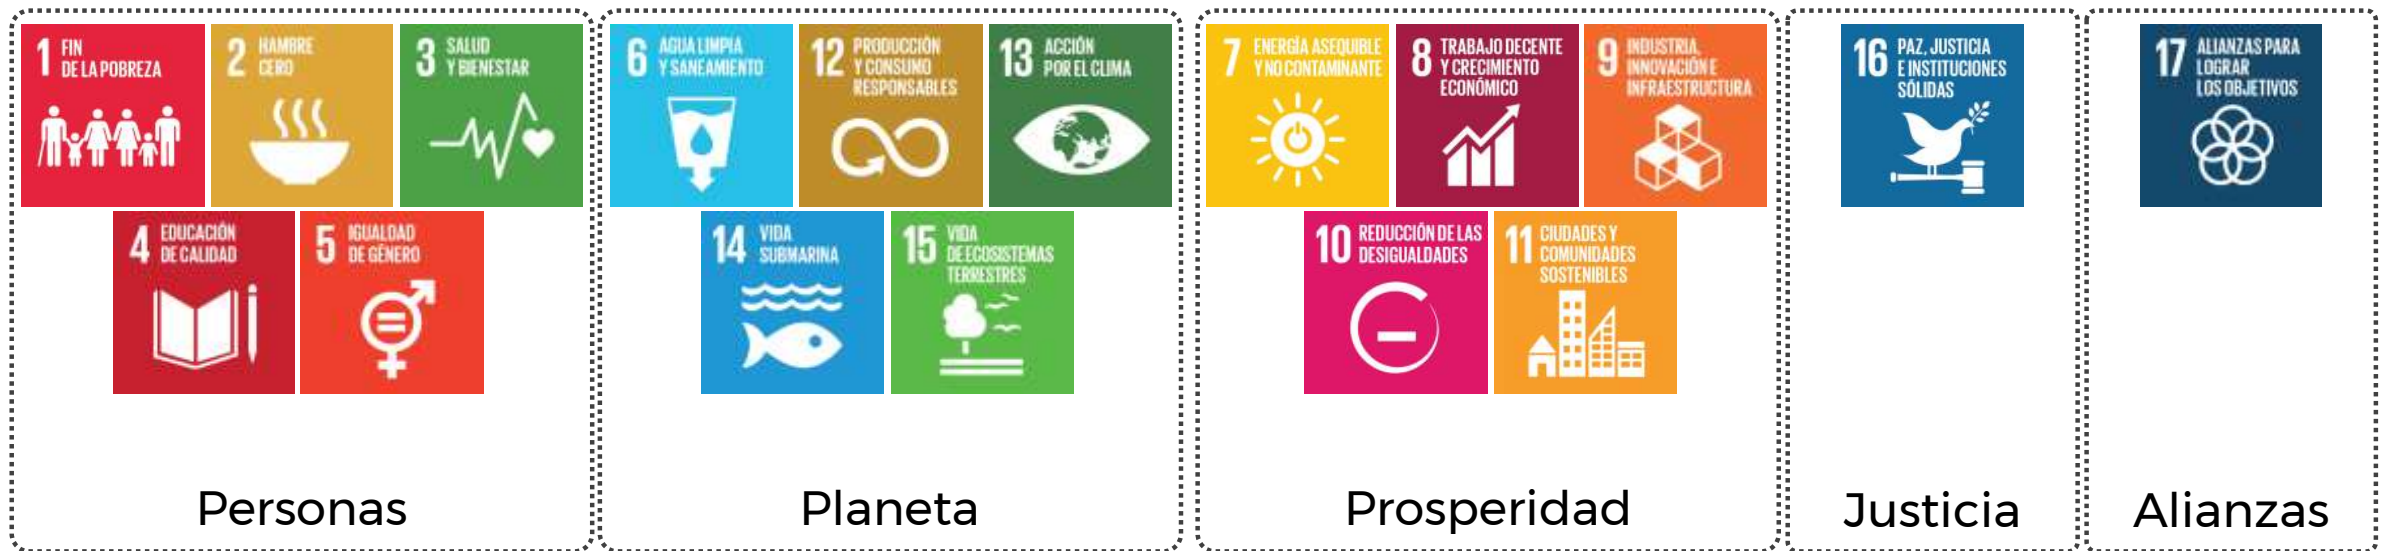 1 FIN
DE LA POBREZA
2 HAMBRE
CERO
3 SALUD
Y BIENESTAR
4 EDUCACIÓN
DE CALIDAD
5 IGUALDAD
DE GÉNERO
Personas
6 AGUA LIMPIA
Y SANEAMIENTO
12 PRODUCCIÓN
Y CONSUMO
RESPONSABLES
13 ACCIÓN
POR EL CLIMA
14 VIDA
SUBMARINA
15 VIDA
DE ECOSISTEMAS
TERRESTRES
Planeta
7 ENERGÍA ASEQUIBLE
Y NO CONTAMINANTE
8 TRABAJO DECENTE
Y CRECIMIENTO
ECONÓMICO
9 INDUSTRIA,
INNOVACIÓN E
INFRAESTRUCTURA
10 REDUCCIÓN DE LAS
DESIGUALDADES
11 CIUDADES Y
COMUNIDADES
SOSTENIBLES
Prosperidad
16 PAZ, JUSTICIA
E INSTITUCIONES
SÓLIDAS
Justicia
17 ALIANZAS PARA
LOGRAR
LOS OBJETIVOS
Alianzas